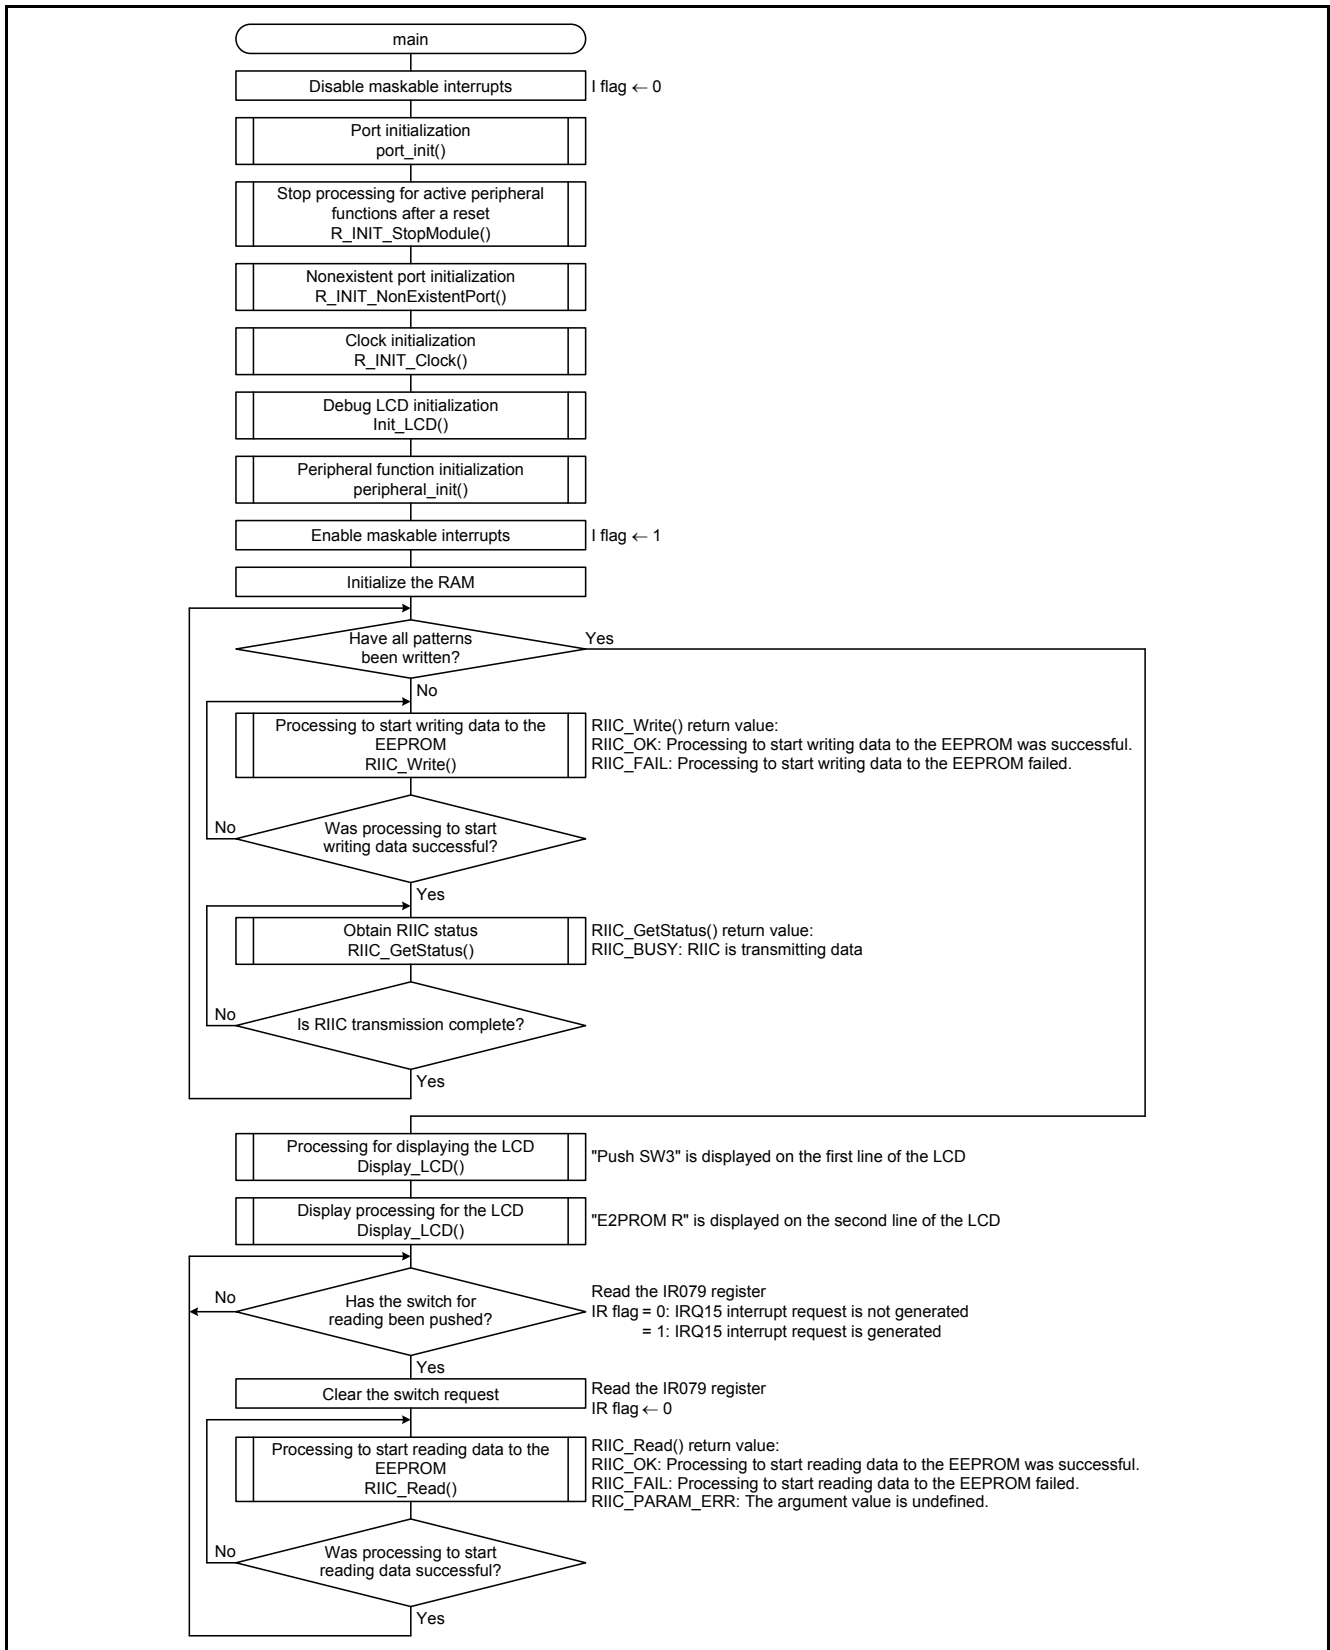 main
Disable maskable interrupts
I flag ← 0
Port initialization
port_init()
Stop processing for active peripheral
functions after a reset
R_INIT_StopModule()
Nonexistent port initialization
R_INIT_NonExistentPort()
Clock initialization
R_INIT_Clock()
Debug LCD initialization
Init_LCD()
Peripheral function initialization
peripheral_init()
Enable maskable interrupts
I flag ← 1
Initialize the RAM
Have all patterns
been written?
Yes
No
Processing to start writing data to the
EEPROM
RIIC_Write()
RIIC_Write() return value:
RIIC_OK: Processing to start writing data to the EEPROM was successful.
RIIC_FAIL: Processing to start writing data to the EEPROM failed.
No
Was processing to start
writing data successful?
Yes
Obtain RIIC status
RIIC_GetStatus()
RIIC_GetStatus() return value:
RIIC_BUSY: RIIC is transmitting data
No
Is RIIC transmission complete?
Yes
Processing for displaying the LCD
Display_LCD()
"Push SW3" is displayed on the first line of the LCD
Display processing for the LCD
Display_LCD()
"E2PROM R" is displayed on the second line of the LCD
No
Has the switch for
reading been pushed?
Read the IR079 register
IR flag = 0: IRQ15 interrupt request is not generated
= 1: IRQ15 interrupt request is generated
Yes
Clear the switch request
Read the IR079 register
IR flag ← 0
Processing to start reading data to the
EEPROM
RIIC_Read()
RIIC_Read() return value:
RIIC_OK: Processing to start reading data to the EEPROM was successful.
RIIC_FAIL: Processing to start reading data to the EEPROM failed.
RIIC_PARAM_ERR: The argument value is undefined.
No
Was processing to start
reading data successful?
Yes